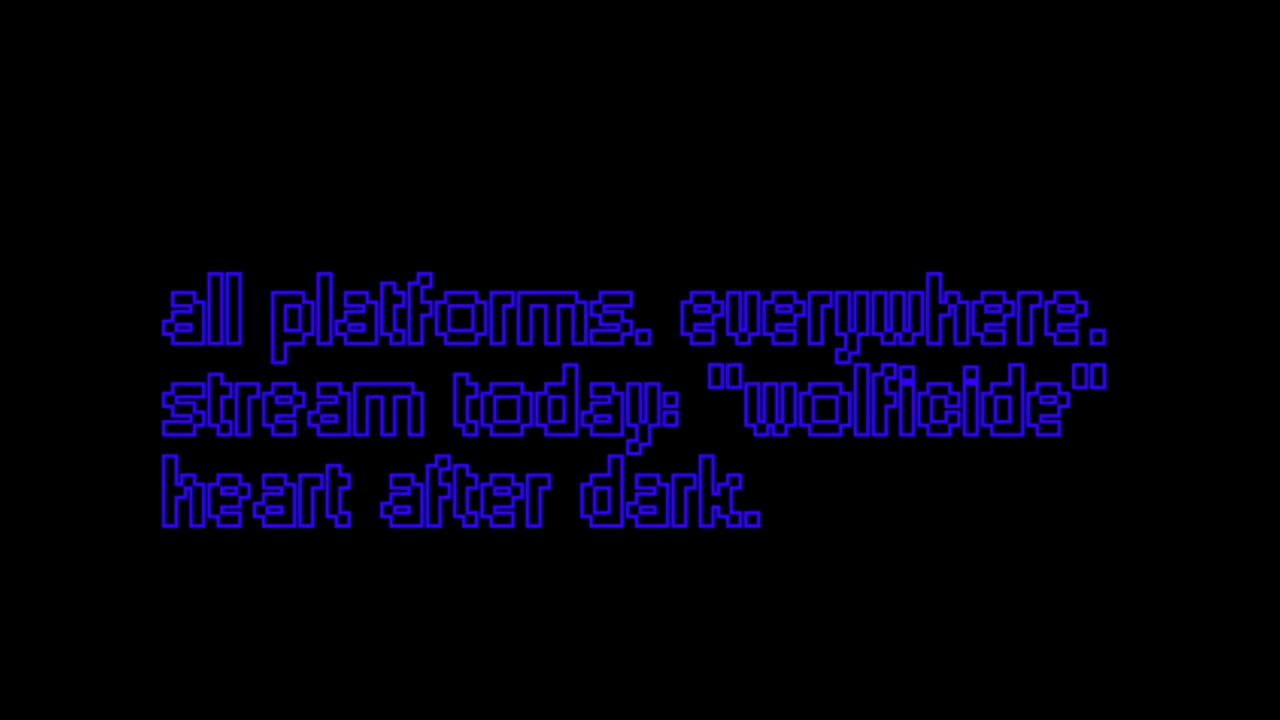 all platforms. everywhere.
stream today: "wolficide"
heart after dark.